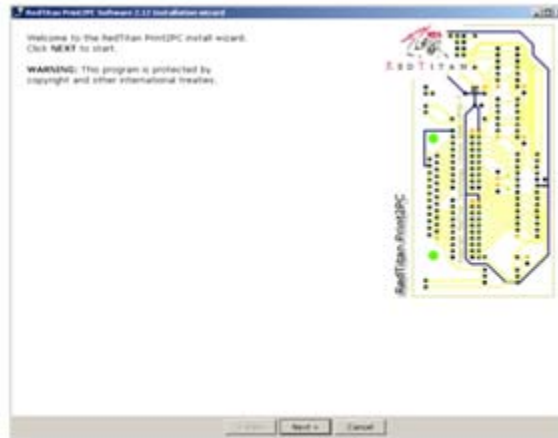 RedTitan Print2PC Software 2.12 Installation wizard
Welcome to the RedTitan Print2PC install wizard.
Click NEXT to start.
WARNING: This program is protected by
copyright and other international treaties.
REDTITAN
RedTitan Print2PC
Next »
Cancel